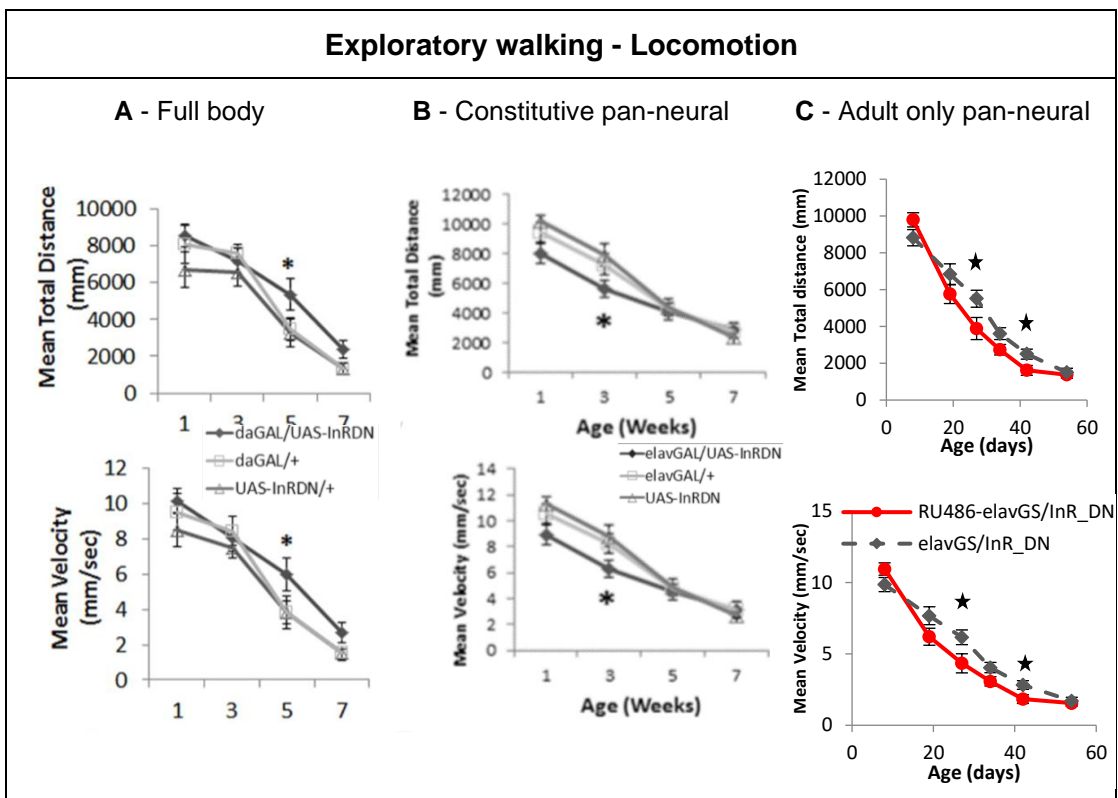 Exploratory walking - Locomotion
A - Full body
B - Constitutive pan-neural
C - Adult only pan-neural
Mean Total Distance
(mm)
10000
8000
6000
4000
2000
0
*
1 3 5 7
Mean Total Distance
(mm)
12000
10000
8000
6000
4000
2000
0
*
1 3 5 7
Age (Weeks)
Mean Total distance (mm)
12000
10000
8000
6000
4000
2000
0
★
★
0 20 40 60
Age (days)
daGAL/UAS-InRDN
daGAL/+
UAS-InRDN/+
Mean Velocity
(mm/sec)
12
10
8
6
4
2
0
*
1 3 5 7
elavGAL/UAS-InRDN
elavGAL/+
UAS-InRDN
Mean Velocity (mm/sec)
14
12
10
8
6
4
2
0
*
1 3 5 7
Age (Weeks)
RU486-elavGS/InR_DN
elavGS/InR_DN
Mean Velocity (mm/sec)
15
10
5
0
★
★
0 20 40 60
Age (days)